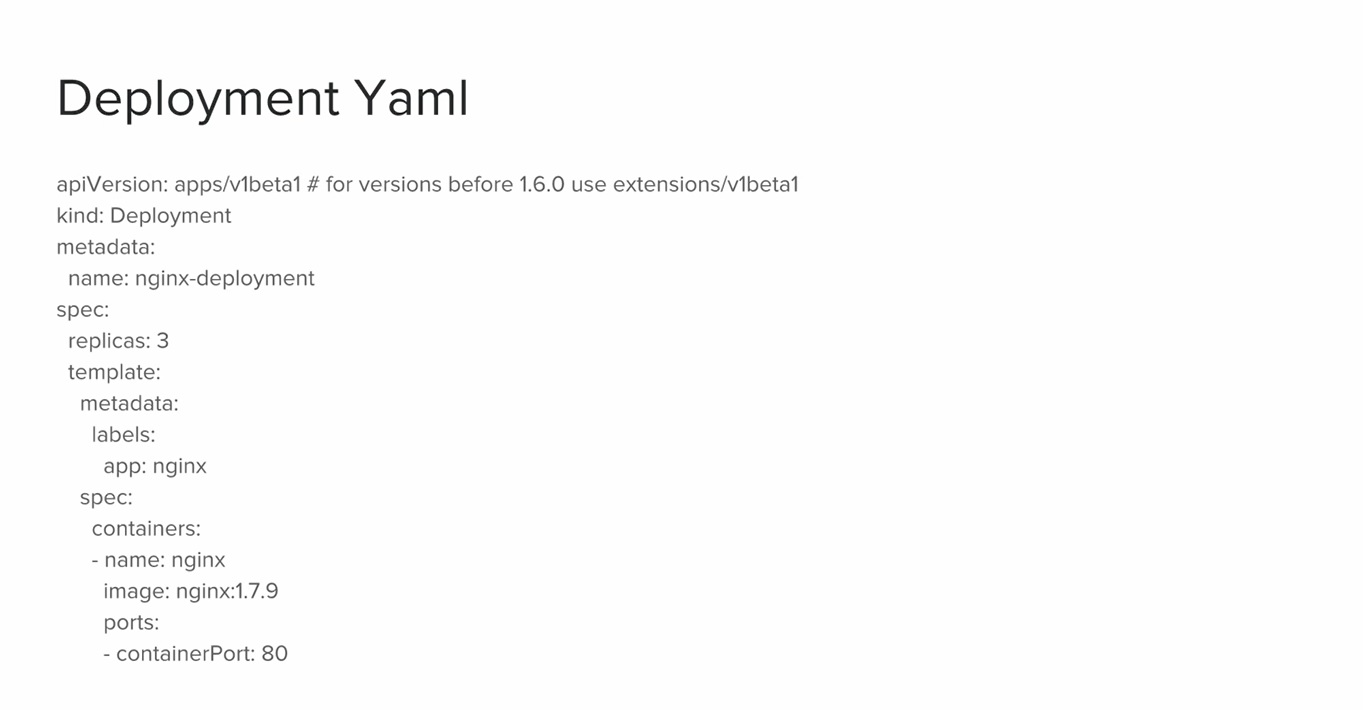 Deployment Yaml
apiVersion: apps/v1beta1 # for versions before 1.6.0 use extensions/v1beta1
kind: Deployment
metadata:
  name: nginx-deployment
spec:
  replicas: 3
  template:
    metadata:
      labels:
        app: nginx
    spec:
      containers:
      - name: nginx
        image: nginx:1.7.9
        ports:
        - containerPort: 80